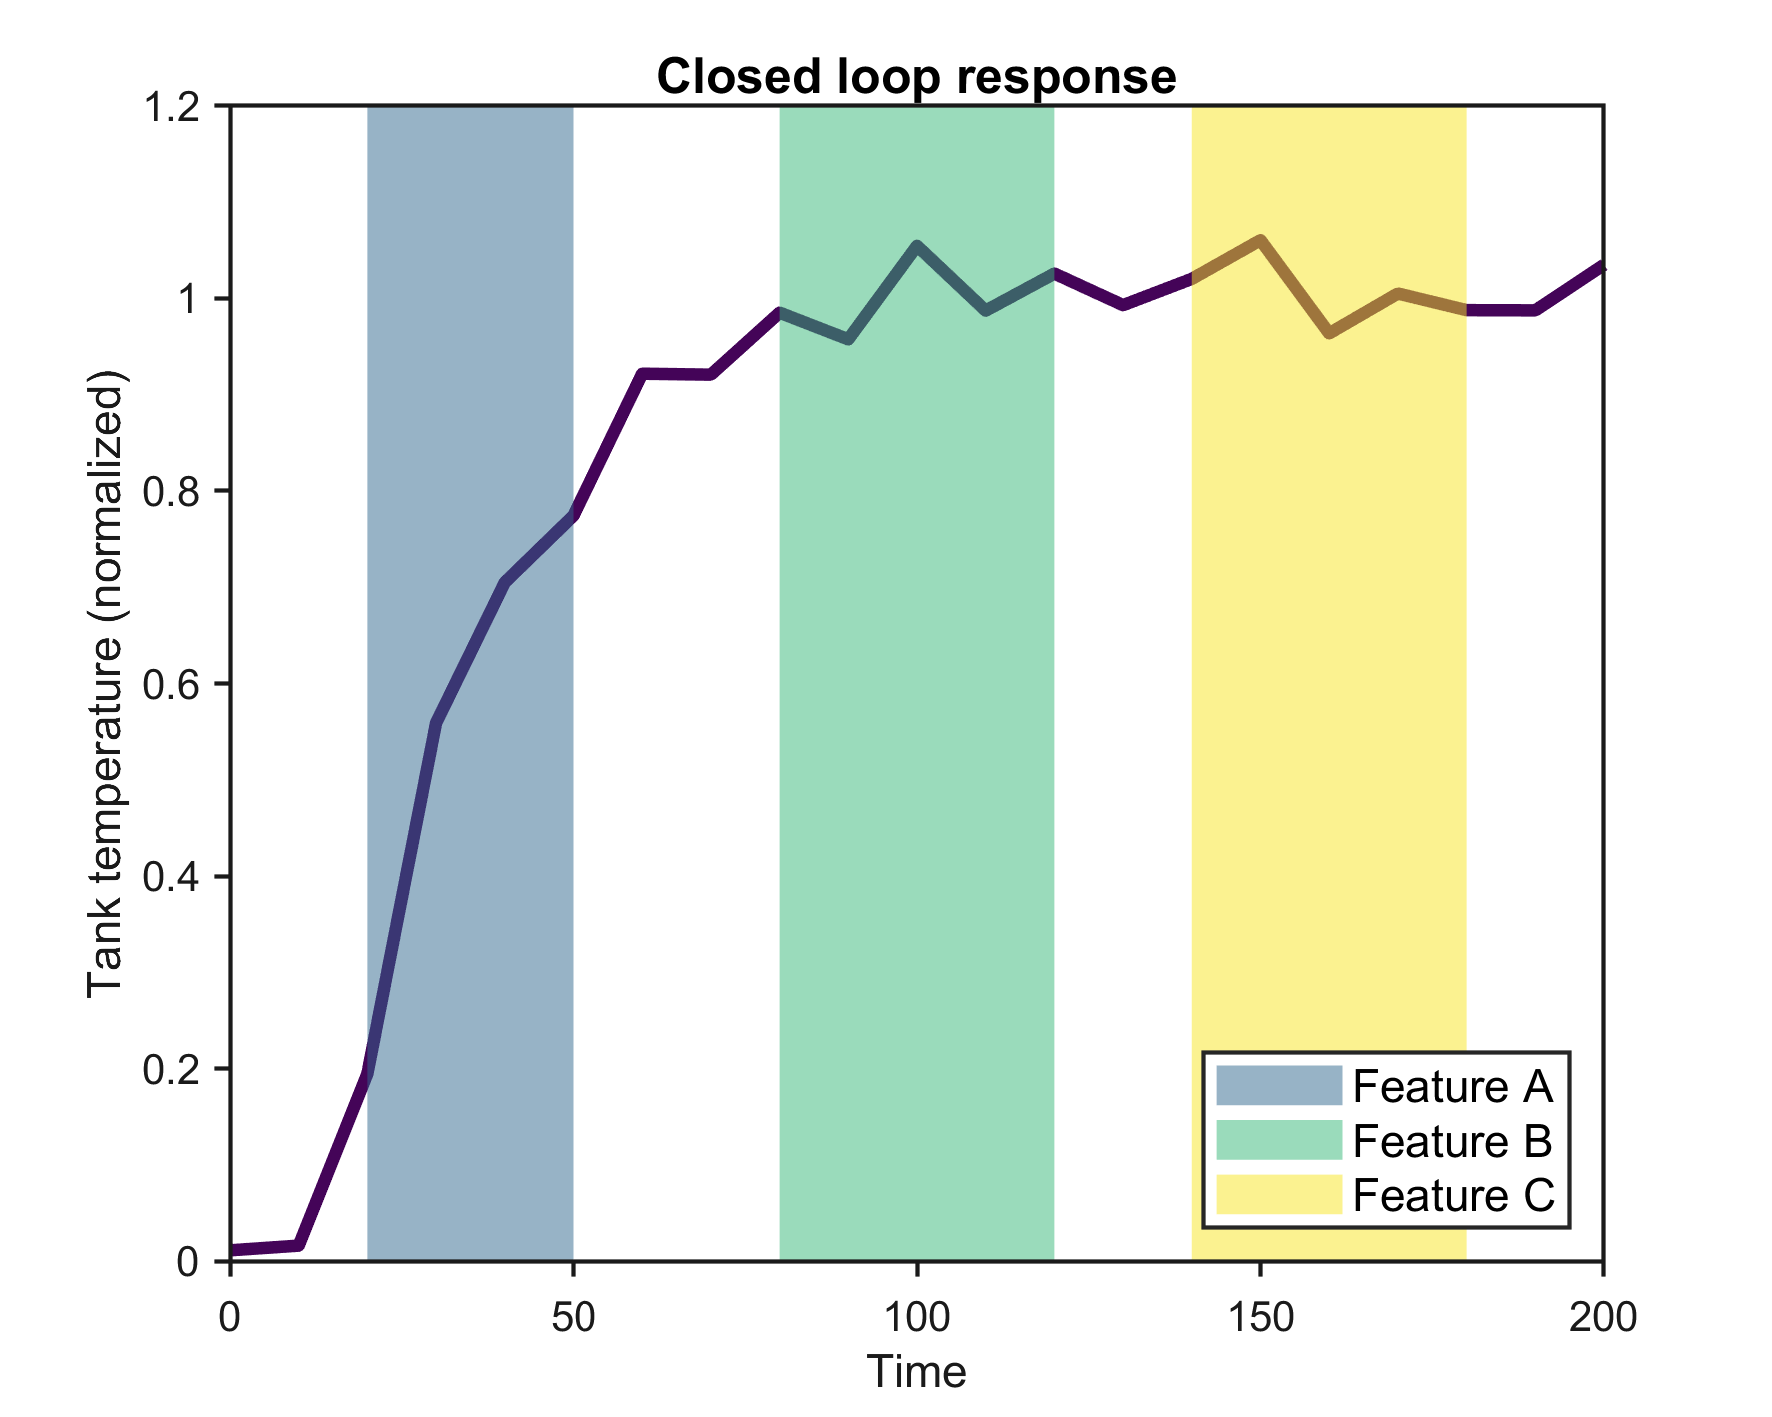 Closed loop response
1.2
1
0.8
0.6
0.4
0.2
0
Tank temperature (normalized)
0 50 100 150 200
Time
Feature A
Feature B
Feature C